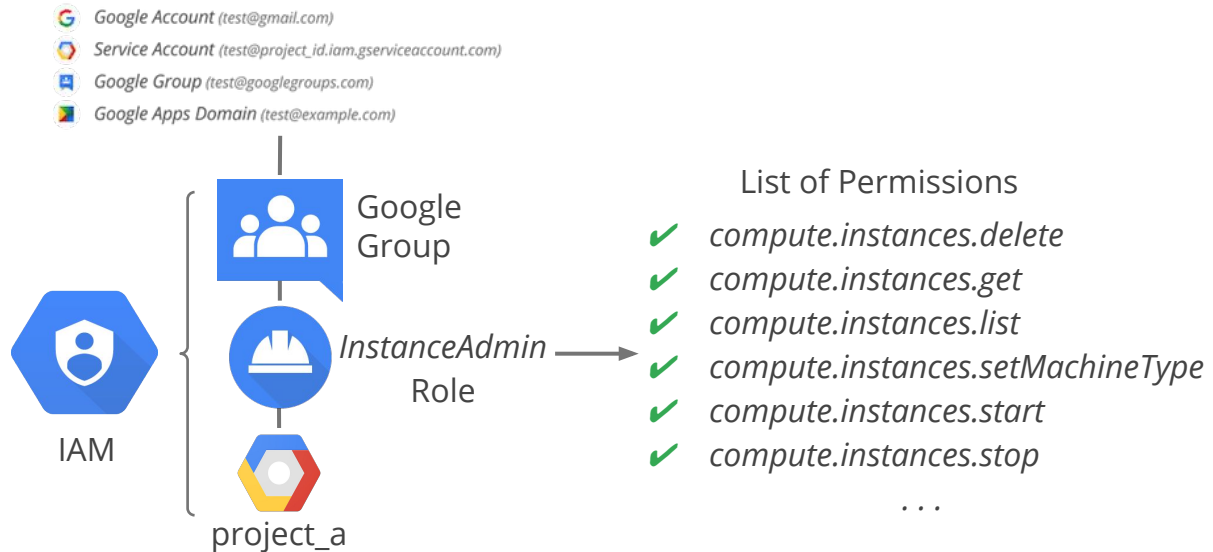 Google Account (test@gmail.com)
Service Account (test@project_id.iam.gserviceaccount.com)
Google Group (test@googlegroups.com)
Google Apps Domain (test@example.com)
Google
Group
IAM
InstanceAdmin
Role
project_a
List of Permissions
compute.instances.delete
compute.instances.get
compute.instances.list
compute.instances.setMachineType
compute.instances.start
compute.instances.stop
. . .